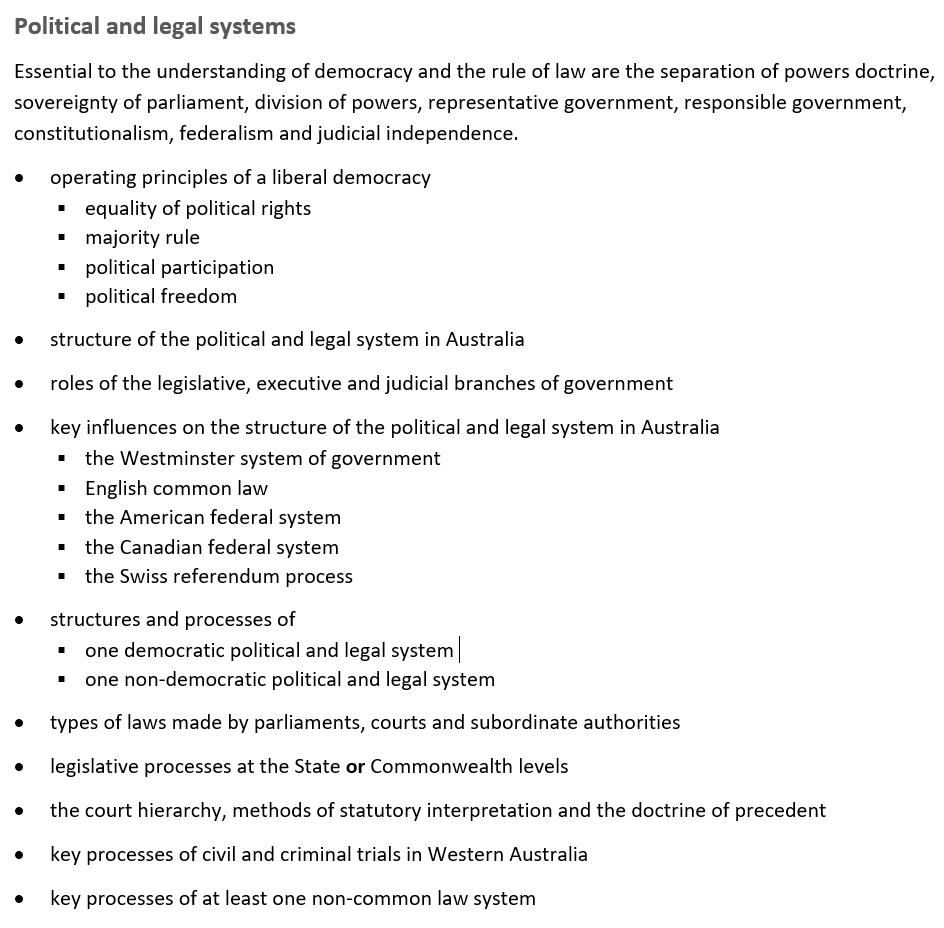 Political and legal systems
Essential to the understanding of democracy and the rule of law are the separation of powers doctrine,
sovereignty of parliament, division of powers, representative government, responsible government,
constitutionalism, federalism and judicial independence.
• operating principles of a liberal democracy
▪ equality of political rights
▪ majority rule
▪ political participation
▪ political freedom
• structure of the political and legal system in Australia
• roles of the legislative, executive and judicial branches of government
• key influences on the structure of the political and legal system in Australia
▪ the Westminster system of government
▪ English common law
▪ the American federal system
▪ the Canadian federal system
▪ the Swiss referendum process
• structures and processes of
▪ one democratic political and legal system
▪ one non-democratic political and legal system
• types of laws made by parliaments, courts and subordinate authorities
• legislative processes at the State or Commonwealth levels
• the court hierarchy, methods of statutory interpretation and the doctrine of precedent
• key processes of civil and criminal trials in Western Australia
• key processes of at least one non-common law system